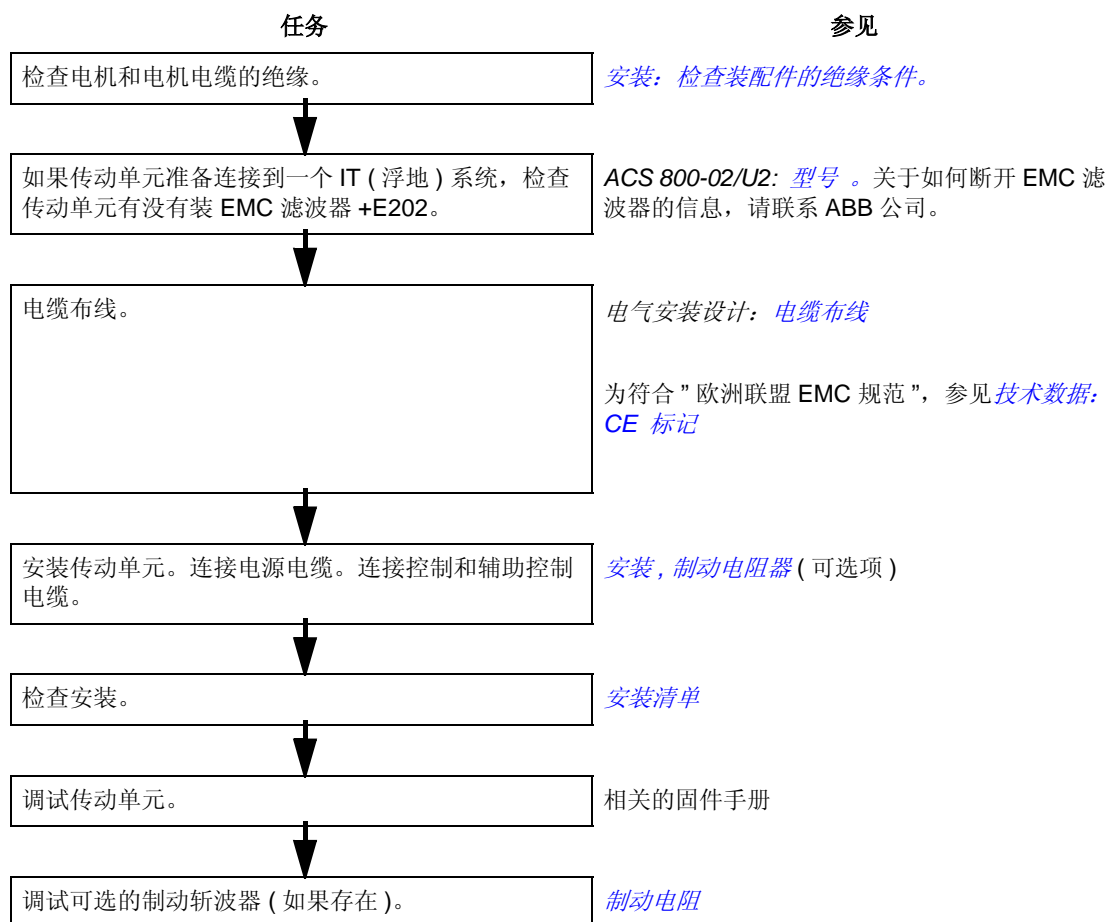 任务
参见
检查电机和电机电缆的绝缘。
安装：检查装配件的绝缘条件。
如果传动单元准备连接到一个 IT ( 浮地 ) 系统，检查
传动单元有没有装 EMC 滤波器 +E202。
ACS 800-02/U2: 型号 。关于如何断开 EMC 滤
波器的信息，请联系 ABB 公司。
电缆布线。
电气安装设计：电缆布线
为符合 ” 欧洲联盟 EMC 规范 ”，参见技术数据：
CE 标记
安装传动单元。连接电源电缆。连接控制和辅助控制
电缆。
安装 , 制动电阻器 ( 可选项 )
检查安装。
安装清单
调试传动单元。
相关的固件手册
调试可选的制动斩波器 ( 如果存在 )。
制动电阻